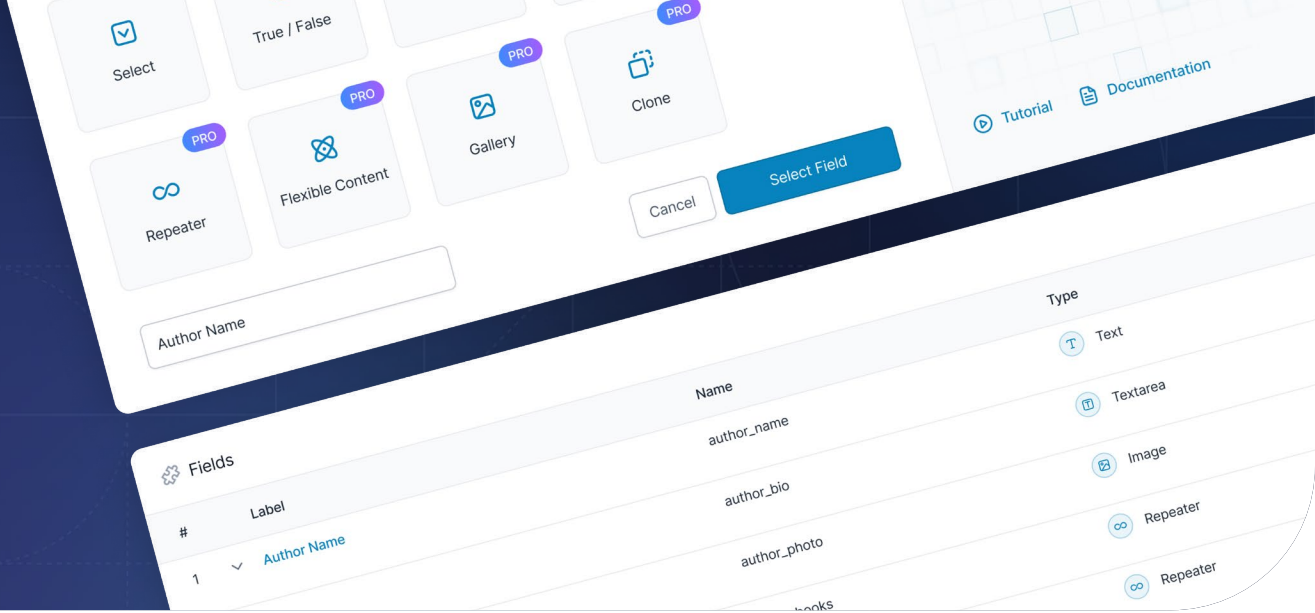 Select
True / False
PRO
Repeater
PRO
Flexible Content
PRO
Gallery
PRO
Clone
Cancel
Select Field
Author Name
Tutorial
Documentation
Fields
# Label Name Type
1 Author Name author_name Text
author_bio Textarea
author_photo Image
Repeater
Repeater